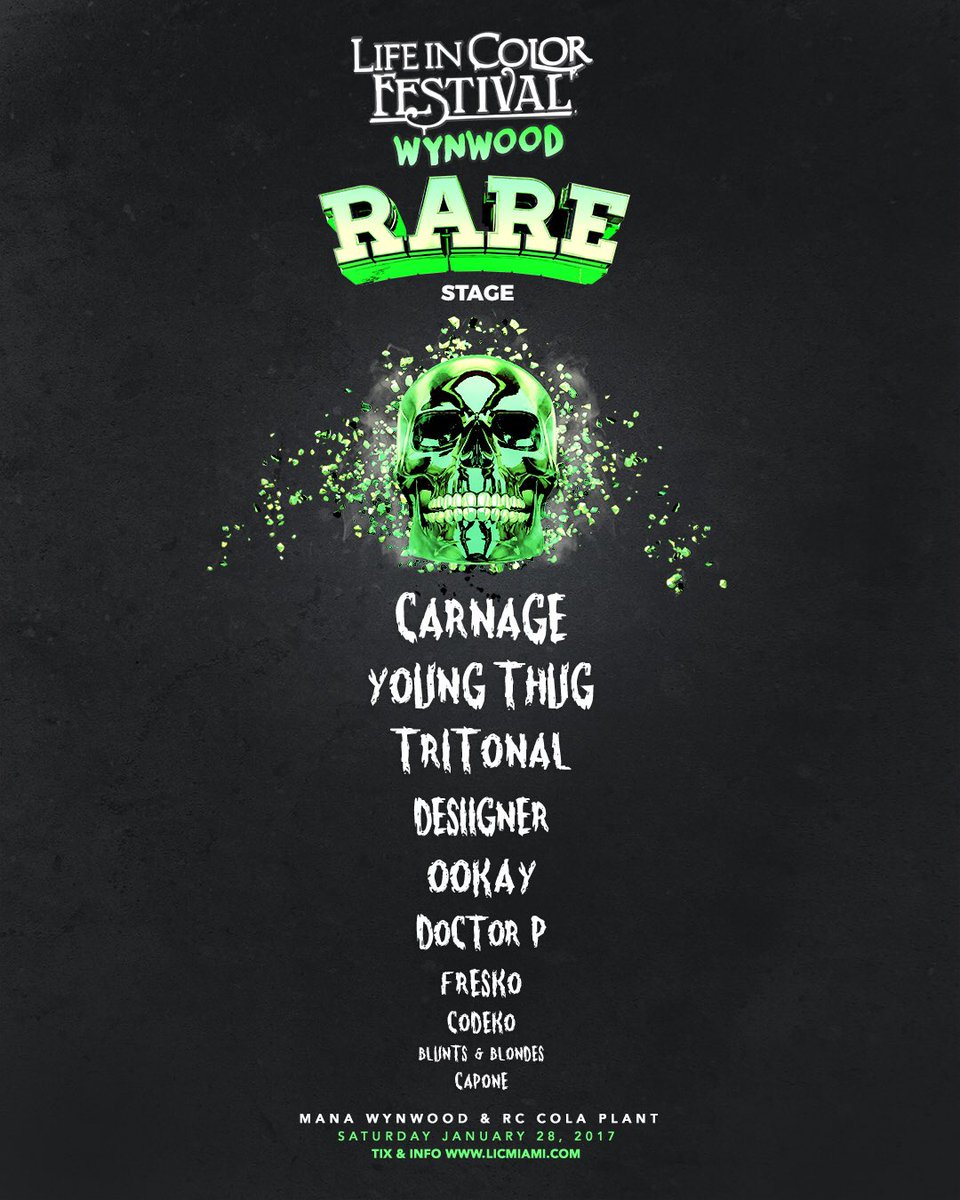 LIFE IN COLOR
FESTIVAL
WYNWOOD
RARE
STAGE
CARNAGE
YOUNG THUG
TRITONAL
DESIIGNER
OOKAY
DOCTOR P
FRESKO
CODEKO
BLUNTS & BLONDES
CAPONE
MANA WYNWOOD & RC COLA PLANT
SATURDAY JANUARY 28, 2017
TIX & INFO WWW.LICMIAMI.COM